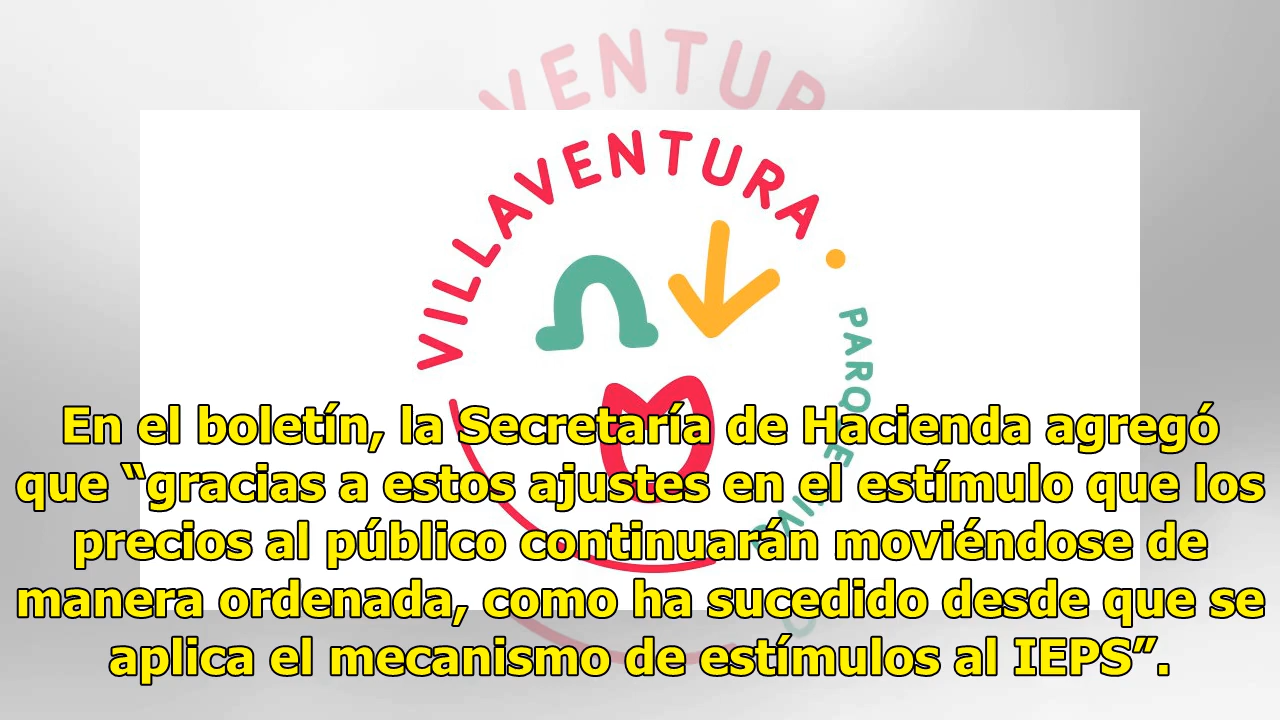 VENTUR
VILLAVENTURA
PARQUE
En el boletín, la Secretaría de Hacienda agregó
que “gracias a estos ajustes en el estímulo que los
precios al público continuarán moviéndose de
manera ordenada, como ha sucedido desde que se
aplica el mecanismo de estímulos al IEPS”.